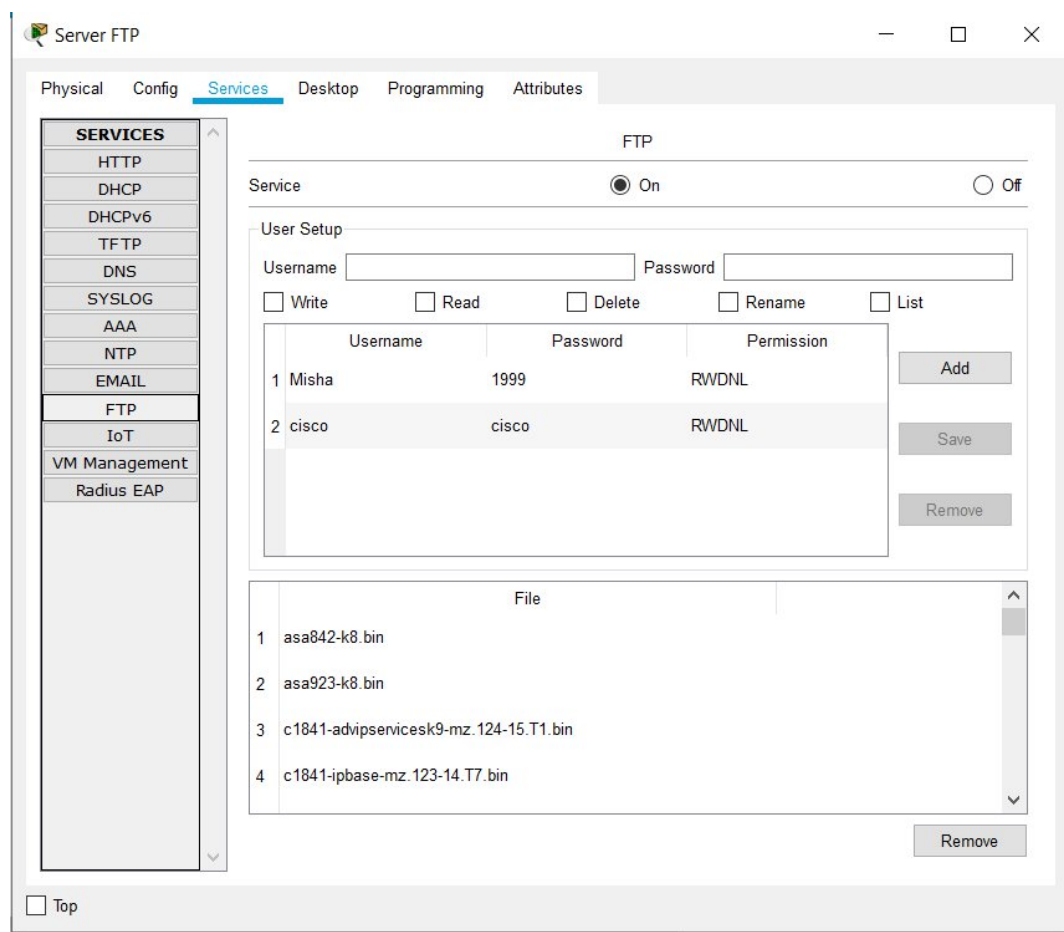 Server FTP
Physical Config Services Desktop Programming Attributes
SERVICES
HTTP
DHCP
DHCPv6
TFTP
DNS
SYSLOG
AAA
NTP
EMAIL
FTP
IoT
VM Management
Radius EAP
FTP
Service On Off
User Setup
Username Password
Write Read Delete Rename List
Username Password Permission
1 Misha 1999 RWDNL
2 cisco cisco RWDNL
Add
Save
Remove
File
1 asa842-k8.bin
2 asa923-k8.bin
3 c1841-advipservicesk9-mz.124-15.T1.bin
4 c1841-ipbase-mz.123-14.T7.bin
Remove
Top